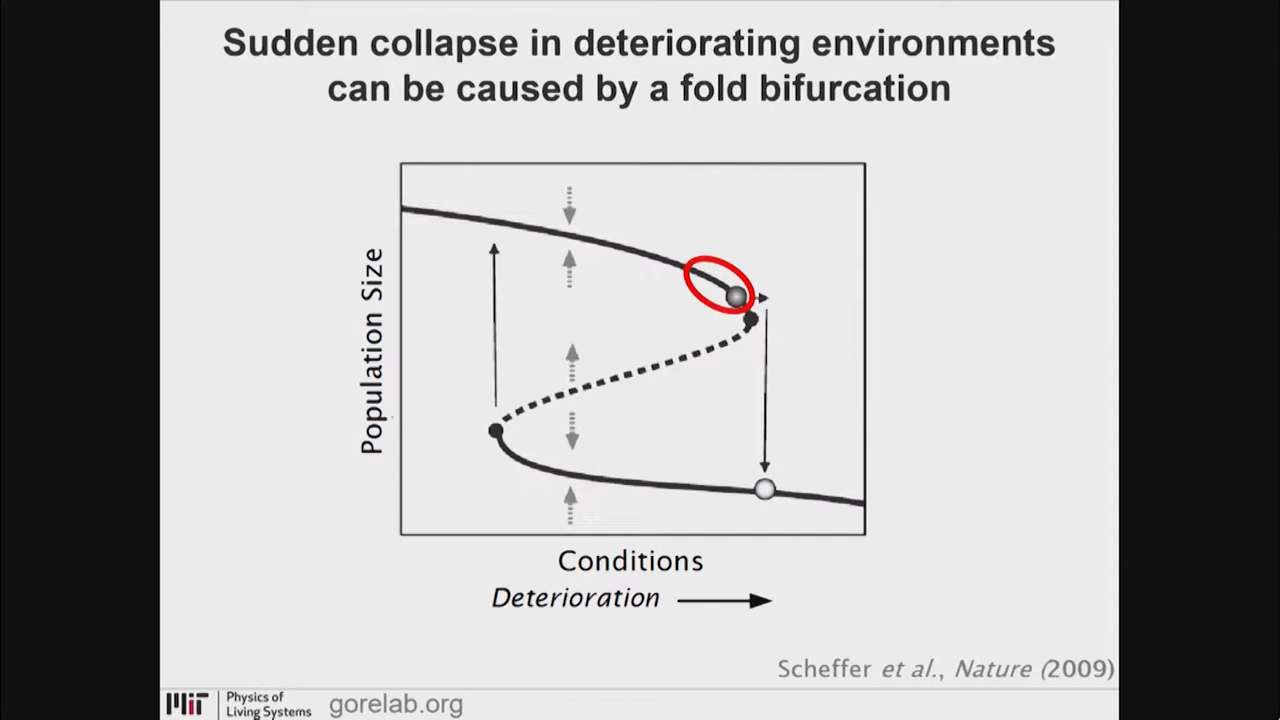 Sudden collapse in deteriorating environments
can be caused by a fold bifurcation
Population Size
Conditions
Deterioration
Scheffer et al., Nature (2009)
MIT
Physics of
Living Systems
gorelab.org